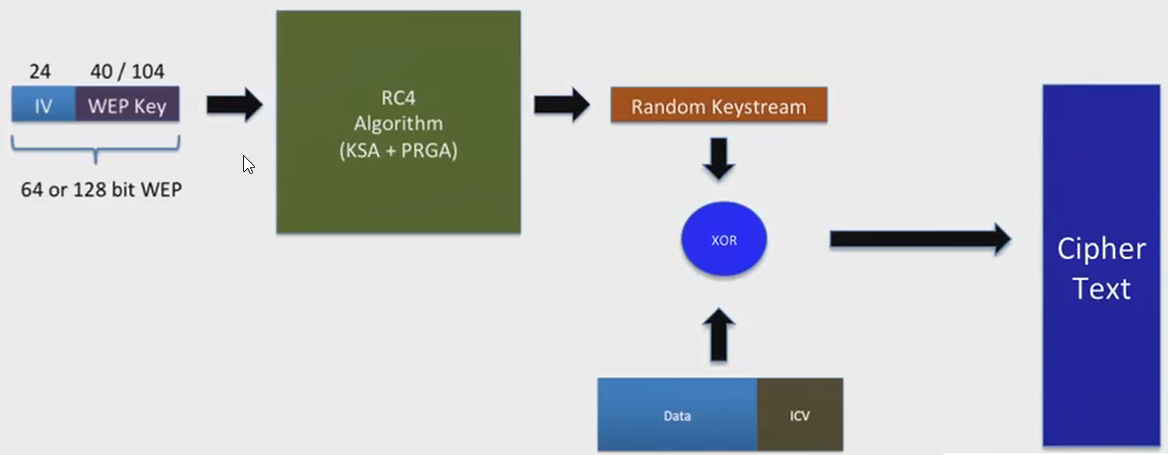 24
40 / 104
IV
WEP Key
64 or 128 bit WEP
RC4
Algorithm
(KSA + PRGA)
Random Keystream
XOR
Data
ICV
Cipher
Text